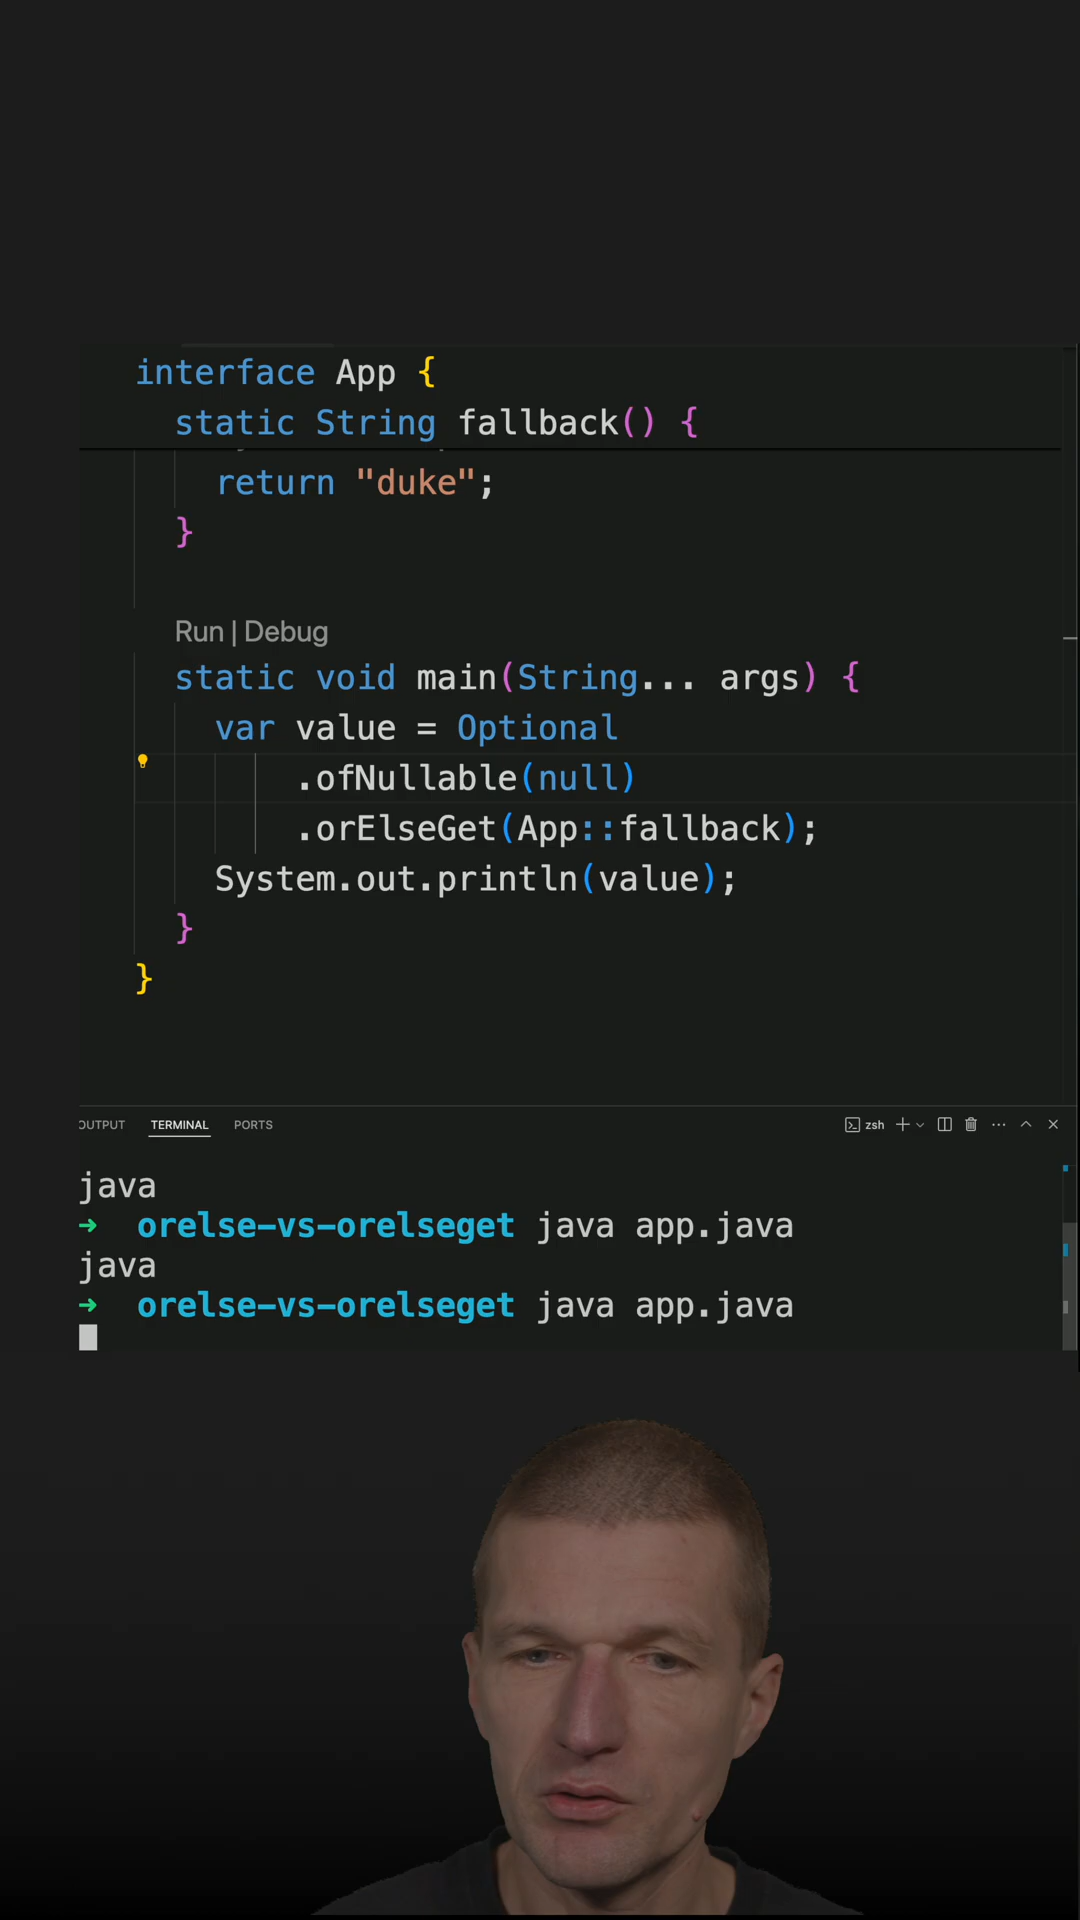 interface App {
static String fallback() {
return "duke";
}
Run | Debug
static void main(String... args) {
var value = Optional
.ofNullable(null)
.orElseGet(App::fallback);
System.out.println(value);
}
}
OUTPUT TERMINAL PORTS zsh
java
➜ orelse-vs-orelseget java app.java
java
➜ orelse-vs-orelseget java app.java